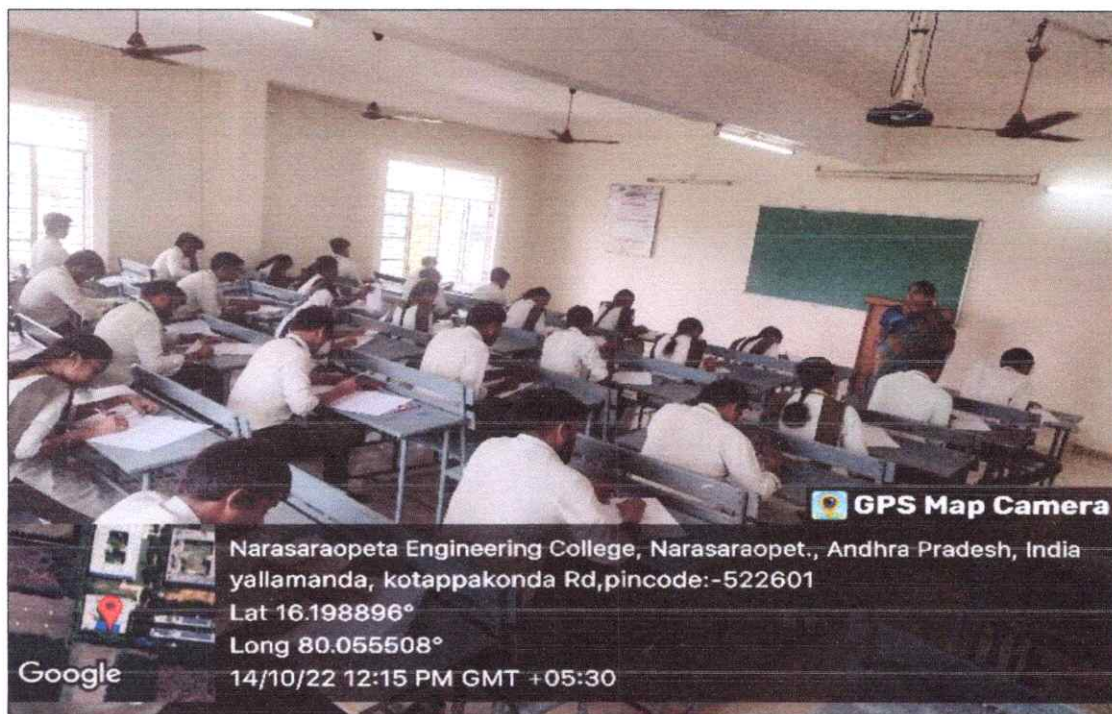 GPS Map Camera
Narasaraopeta Engineering College, Narasaraopet., Andhra Pradesh, India
yallamanda, kotappakonda Rd,pincode:-522601
Lat 16.198896°
Long 80.055508°
14/10/22 12:15 PM GMT +05:30
Google